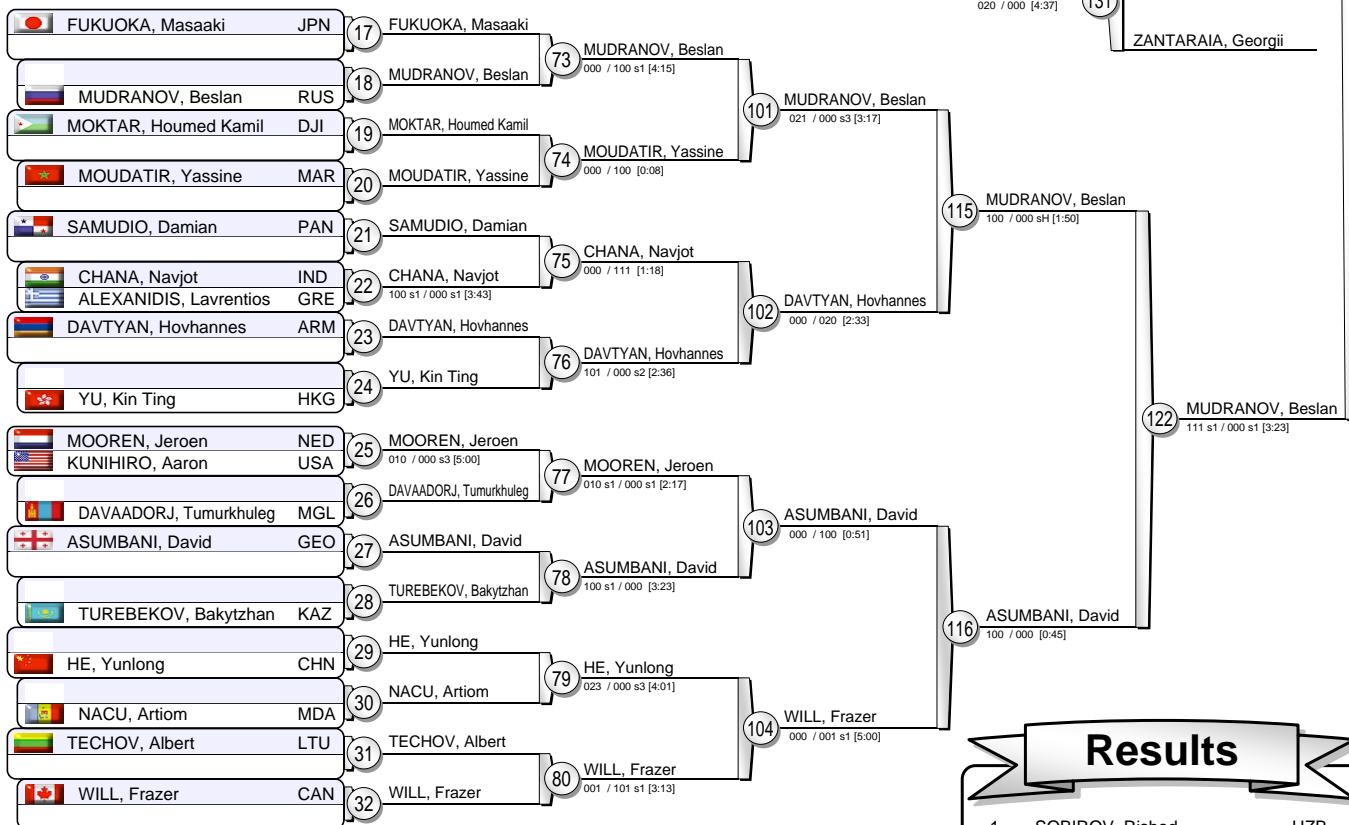 020 / 000 [4:37]
131
ZANTARAIA, Georgii
FUKUOKA, Masaaki JPN
17
FUKUOKA, Masaaki
73
MUDRANOV, Beslan
000 / 100 s1 [4:15]
MUDRANOV, Beslan RUS
18
MUDRANOV, Beslan
101
MUDRANOV, Beslan
021 / 000 s3 [3:17]
MOKTAR, Houmed Kamil DJI
19
MOKTAR, Houmed Kamil
74
MOUDATIR, Yassine
000 / 100 [0:08]
MOUDATIR, Yassine MAR
20
MOUDATIR, Yassine
115
MUDRANOV, Beslan
100 / 000 sH [1:50]
SAMUDIO, Damian PAN
21
SAMUDIO, Damian
75
CHANA, Navjot
000 / 111 [1:18]
CHANA, Navjot IND
ALEXANIDIS, Lavrentios GRE
22
CHANA, Navjot
100 s1 / 000 s1 [3:43]
102
DAVTYAN, Hovhannes
000 / 020 [2:33]
DAVTYAN, Hovhannes ARM
23
DAVTYAN, Hovhannes
76
DAVTYAN, Hovhannes
101 / 000 s2 [2:36]
YU, Kin Ting HKG
24
YU, Kin Ting
122
MUDRANOV, Beslan
111 s1 / 000 s1 [3:23]
MOOREN, Jeroen NED
KUNIHIRO, Aaron USA
25
MOOREN, Jeroen
010 / 000 s3 [5:00]
77
MOOREN, Jeroen
010 s1 / 000 s1 [2:17]
DAVAADORJ, Tumurkhuleg MGL
26
DAVAADORJ, Tumurkhuleg
103
ASUMBANI, David
000 / 100 [0:51]
ASUMBANI, David GEO
27
ASUMBANI, David
78
ASUMBANI, David
100 s1 / 000 [3:23]
TUREBEKOV, Bakytzhan KAZ
28
TUREBEKOV, Bakytzhan
116
ASUMBANI, David
100 / 000 [0:45]
HE, Yunlong CHN
29
HE, Yunlong
79
HE, Yunlong
023 / 000 s3 [4:01]
NACU, Artiom MDA
30
NACU, Artiom
104
WILL, Frazer
000 / 001 s1 [5:00]
TECHOV, Albert LTU
31
TECHOV, Albert
80
WILL, Frazer
001 / 101 s1 [3:13]
WILL, Frazer CAN
32
WILL, Frazer
Results
1 SOBIROV, Rishod UZB